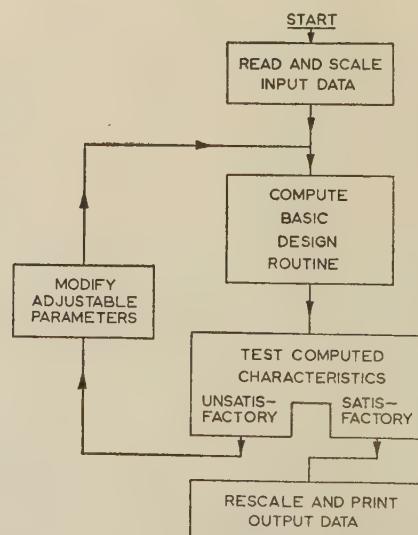 START
READ AND SCALE
INPUT DATA
COMPUTE
BASIC
DESIGN
ROUTINE
MODIFY
ADJUSTABLE
PARAMETERS
TEST COMPUTED
CHARACTERISTICS
UNSATIS-
FACTORY
SATIS-
FACTORY
RESCALE AND PRINT
OUTPUT DATA